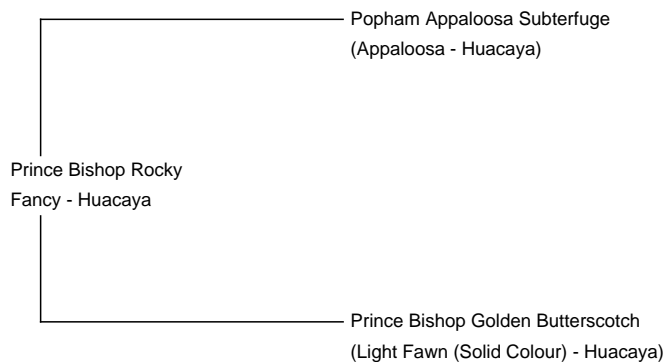 Popham Appaloosa Subterfuge
(Appaloosa - Huacaya)
Prince Bishop Rocky
Fancy - Huacaya
Prince Bishop Golden Butterscotch
(Light Fawn (Solid Colour) - Huacaya)